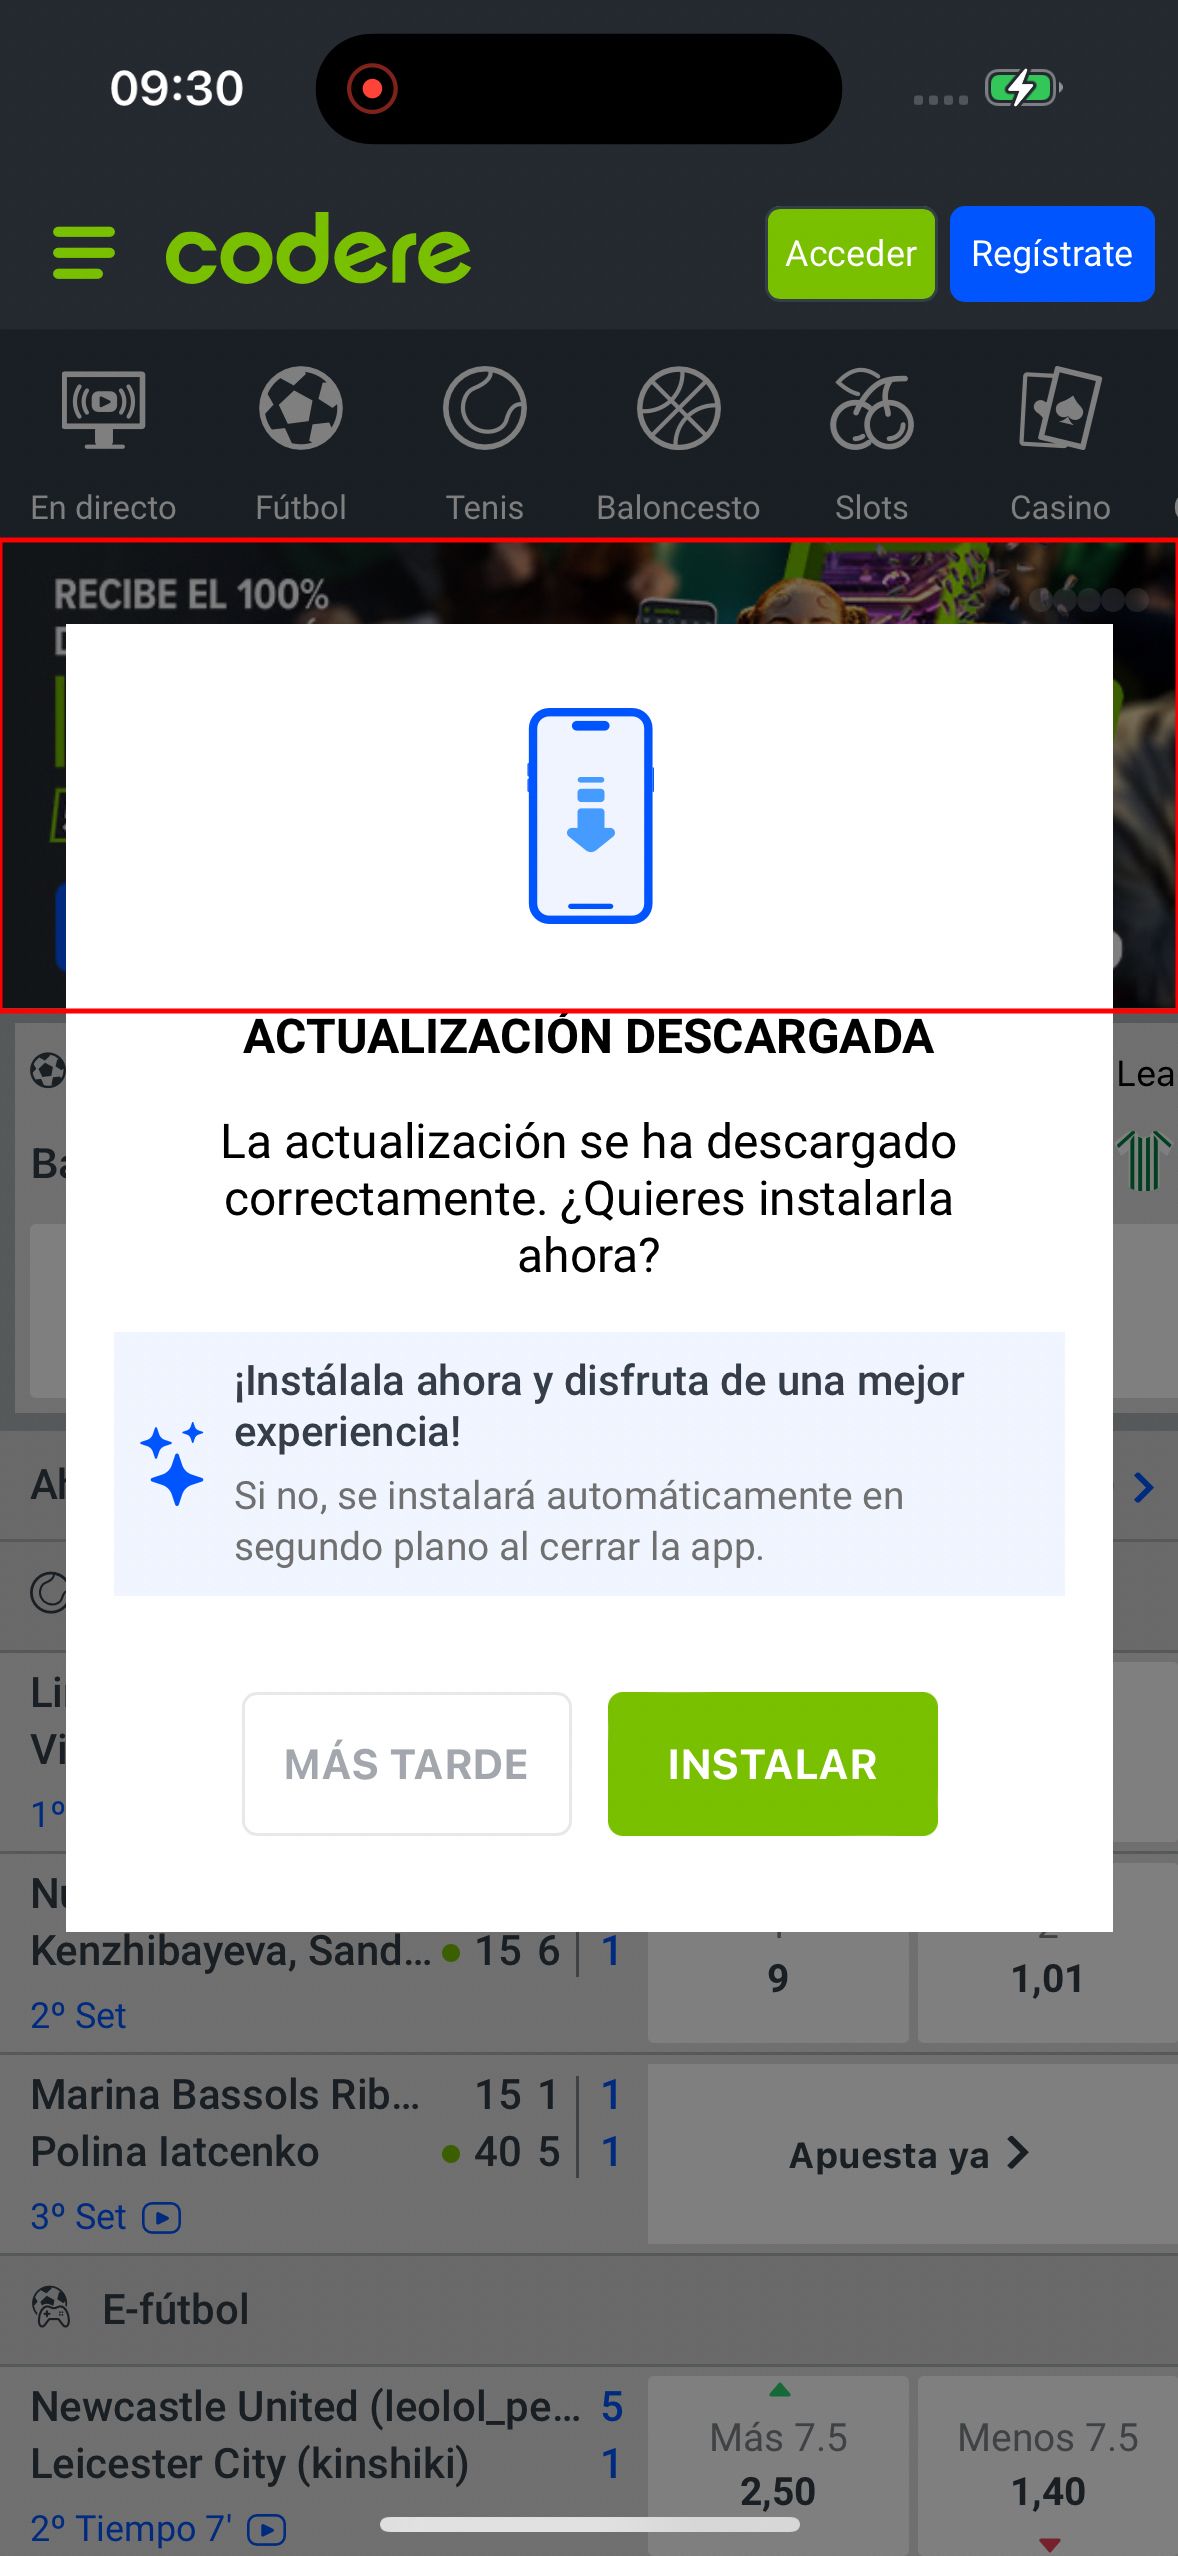 09:30
codere
Acceder
Regístrate
En directo
Fútbol
Tenis
Baloncesto
Slots
Casino
RECIBE EL 100%
ACTUALIZACIÓN DESCARGADA
Lea
La actualización se ha descargado
correctamente. ¿Quieres instalarla
ahora?
¡Instálala ahora y disfruta de una mejor
experiencia!
Si no, se instalará automáticamente en
segundo plano al cerrar la app.
MÁS TARDE
INSTALAR
Kenzhibayeva, Sand... 15 6 1
9
1,01
2º Set
Marina Bassols Rib... 15 1 1
Polina Iatcenko 40 5 1
Apuesta ya
3º Set
E-fútbol
Newcastle United (leolol_pe... 5
Leicester City (kinshiki) 1
Más 7.5
2,50
Menos 7.5
1,40
2º Tiempo 7'